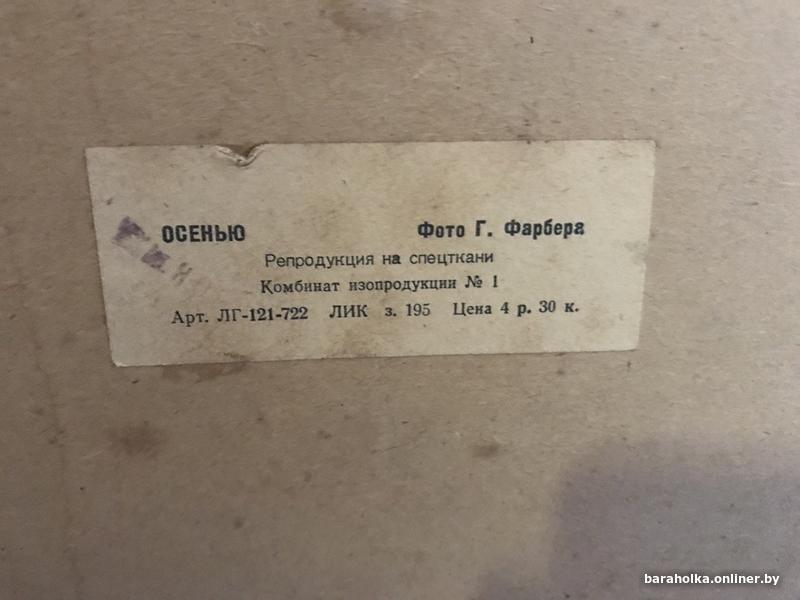 ОСЕНЬЮ Фото Г. Фарбера
Репродукция на спецткани
Комбинат изопродукции № 1
Арт. ЛГ-121-722 ЛИК з. 195 Цена 4 р. 30 к.
baraholka.onliner.by